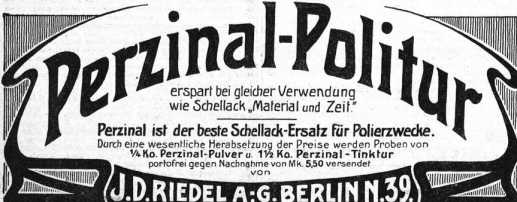 Perzinal-Politur
erspart bei gleicher Verwendung
wie Schellack „Material und Zeit.“
Perzinal ist der beste Schellack-Ersatz für Polierzwecke.
Durch eine wesentliche Herabsetzung der Preise werden Proben von
¼ Ko. Perzinal-Pulver u. 1½ Ko. Perzinal-Tinktur
portofrei gegen Nachnahme von Mk. 5,50 versendet
von
J.D. RIEDEL A-G. BERLIN N.39.